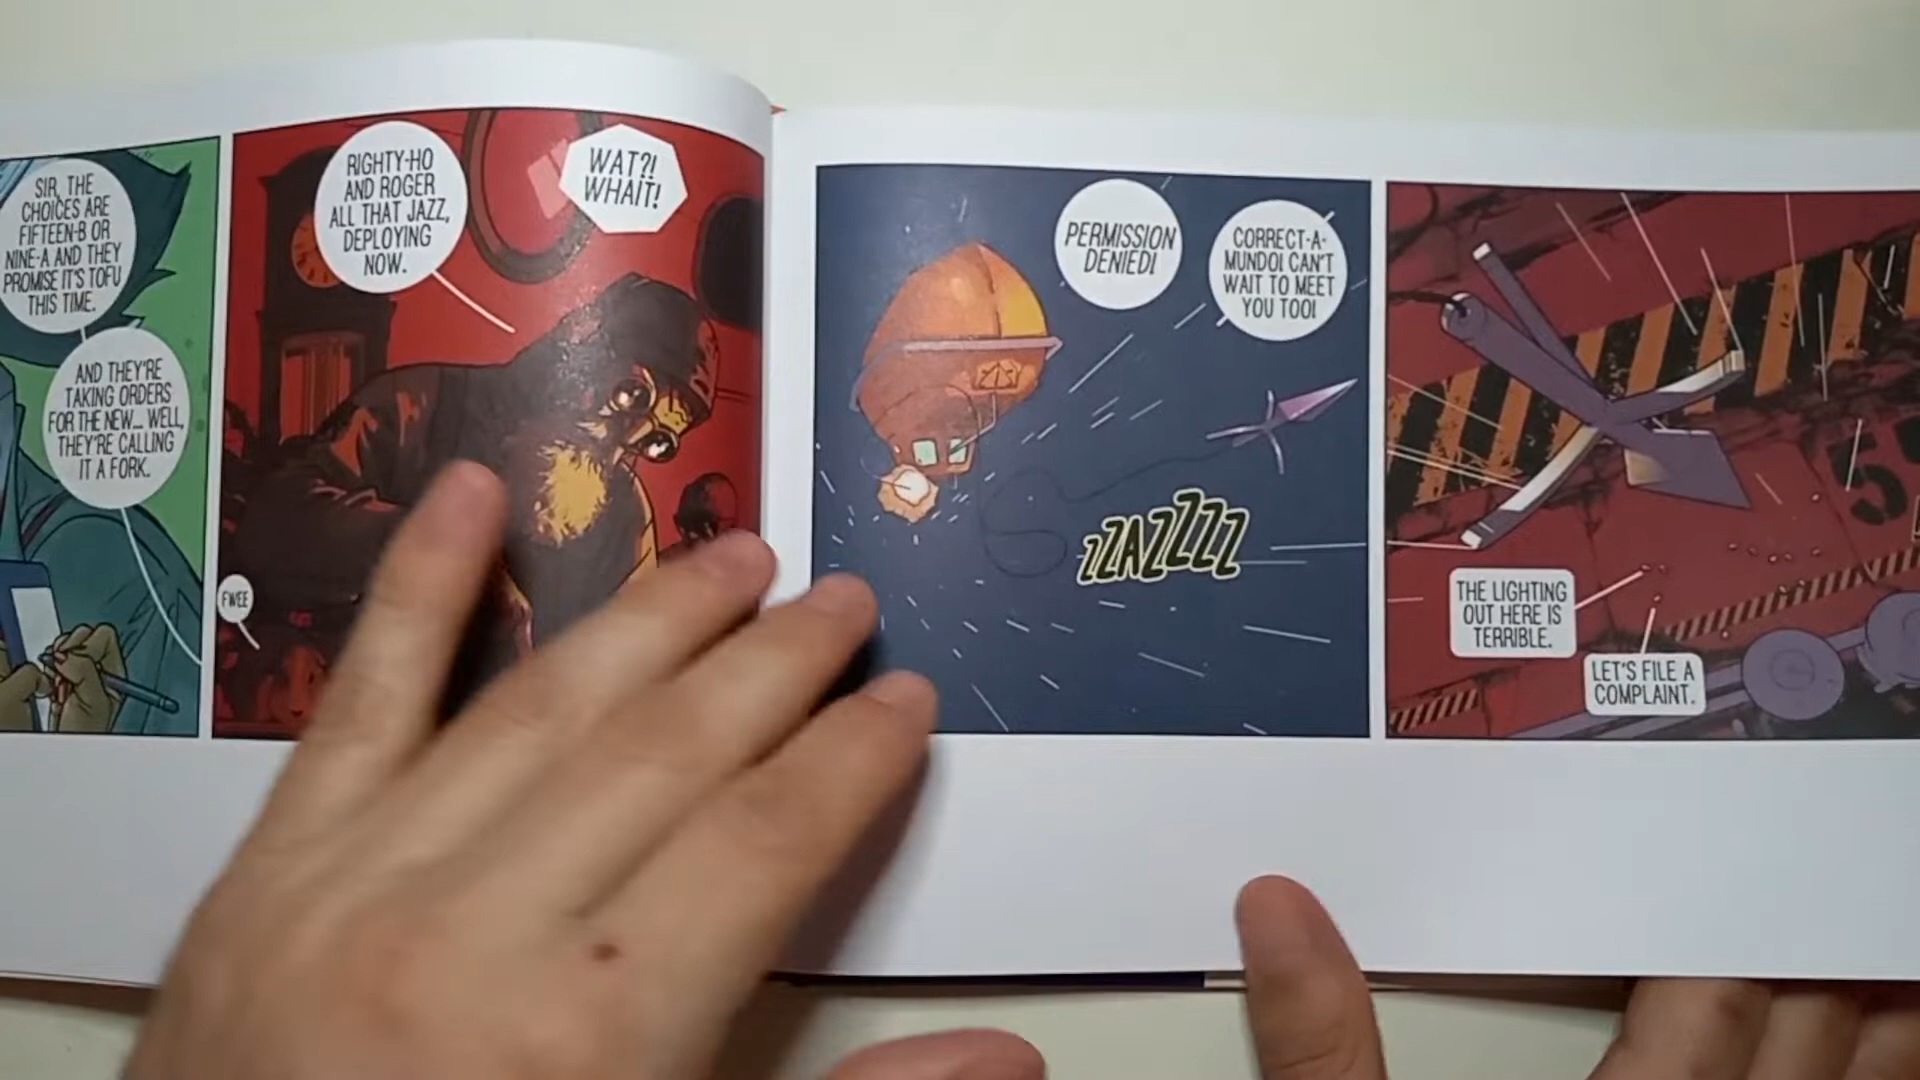 SIR, THE
CHOICES ARE
FIFTEEN-B OR
NINE-A AND THEY
PROMISE IT'S TOFU
THIS TIME.
AND THEY'RE
TAKING ORDERS
FOR THE NEW... WELL,
THEY'RE CALLING
IT A FORK.
RIGHTY-HO
AND ROGER
ALL THAT JAZZ,
DEPLOYING
NOW.
WAT?!
WHAIT!
FWEE
PERMISSION
DENIED!
CORRECT-A-
MUNDO! CAN'T
WAIT TO MEET
YOU TOO!
ZZAZZZZ
THE LIGHTING
OUT HERE IS
TERRIBLE.
LET'S FILE A
COMPLAINT.